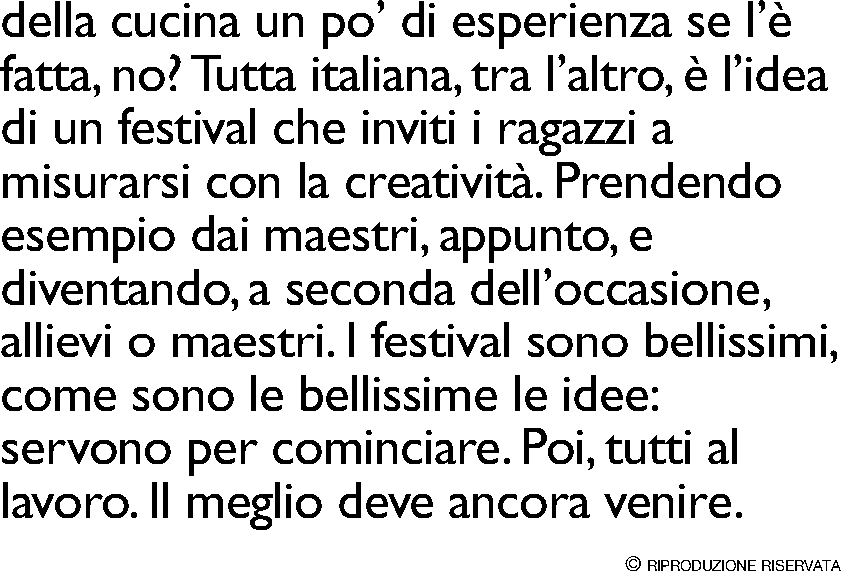 della cucina un po’ di esperienza se l’è
fatta, no? Tutta italiana, tra l’altro, è l’idea
di un festival che inviti i ragazzi a
misurarsi con la creatività. Prendendo
esempio dai maestri, appunto, e
diventando, a seconda dell’occasione,
allievi o maestri. I festival sono bellissimi,
come sono le bellissime le idee:
servono per cominciare. Poi, tutti al
lavoro. Il meglio deve ancora venire.
© RIPRODUZIONE RISERVATA